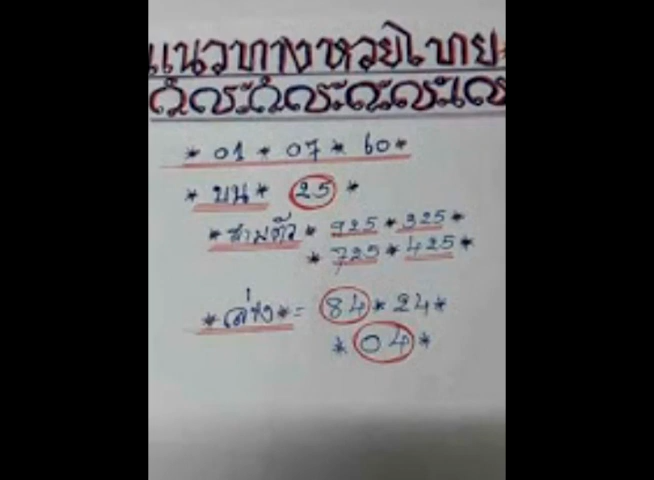 แนวทางหวยไทย
* 01 * 07 * 60 *
* บน * 25 *
* สามตัว * 925 * 325 *
* 725 * 425 *
* ล่าง * = 84 * 24 *
* 04 *